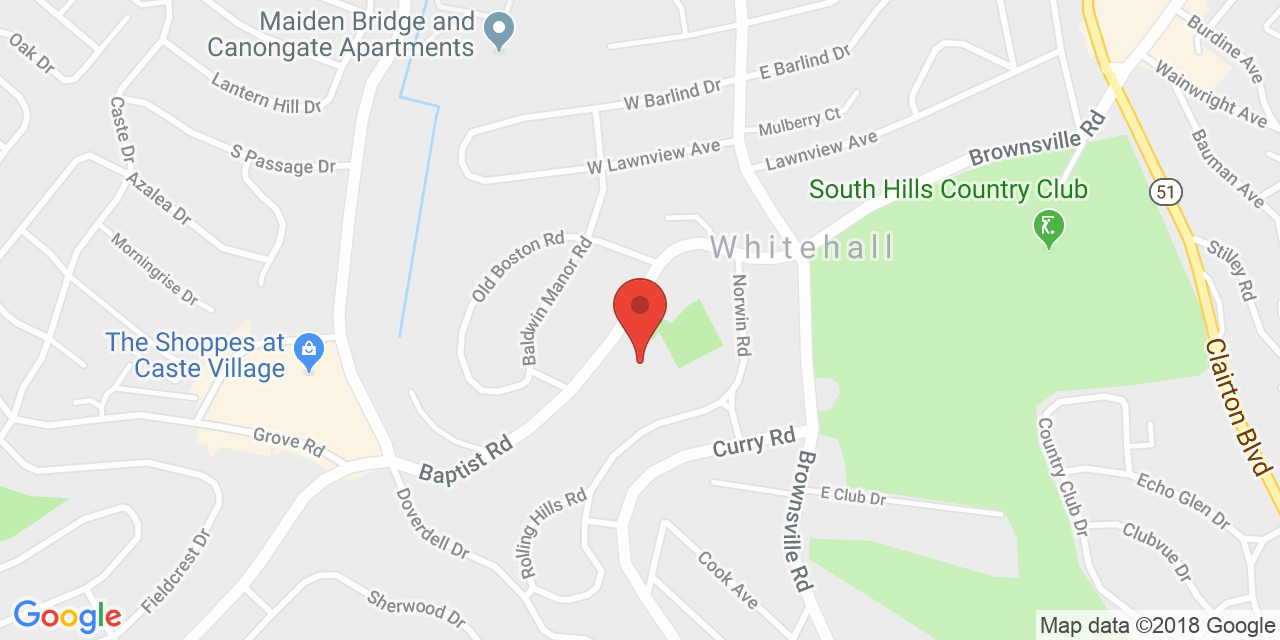 Maiden Bridge and
Canongate Apartments
Oak Dr
Lantern Hill Dr
Caste Dr
S Passage Dr
Azalea Dr
Morningrise Dr
W Barlind Dr
E Barlind Dr
Mulberry Ct
W Lawnview Ave
Lawnview Ave
Brownsville Rd
Burdine Ave
Wainwright Ave
Bauman Ave
South Hills Country Club
51
Whitehall
Old Boston Rd
Baldwin Manor Rd
Norwin Rd
Stilley Rd
The Shoppes at
Caste Village
Clairton Blvd
Grove Rd
Baptist Rd
Curry Rd
Brownsville Rd
E Club Dr
Country Club Dr
Echo Glen Dr
Clubvue Dr
Doverdell Dr
Rolling Hills Rd
Fieldcrest Dr
Sherwood Dr
Cook Ave
Google
Map data ©2018 Google